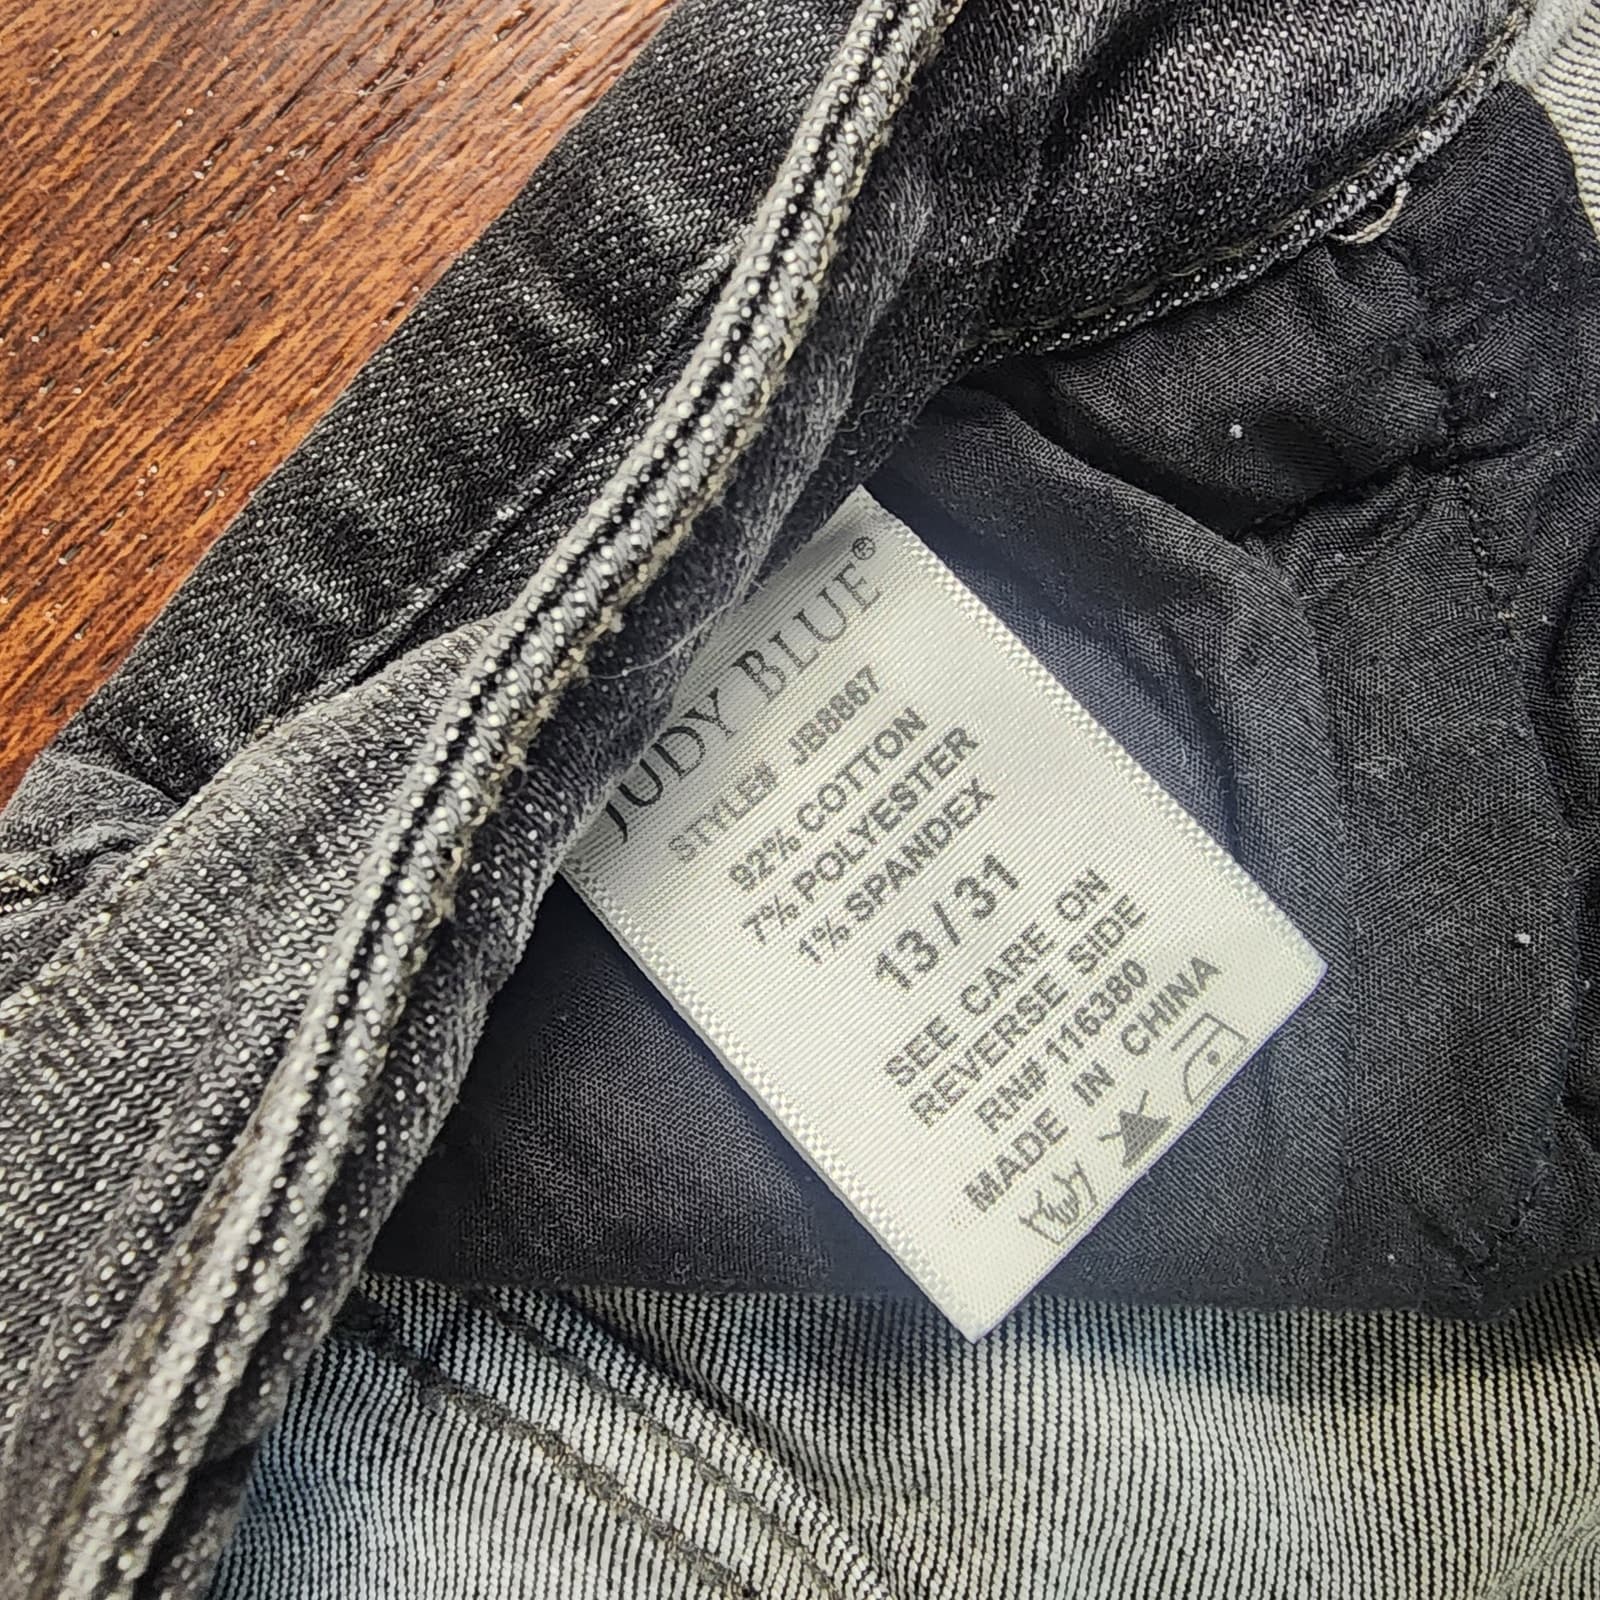 JUDY BLUE®
STYLE# JB8867
92% COTTON
7% POLYESTER
1% SPANDEX
13/31
SEE CARE ON
REVERSE SIDE
RN# 116380
MADE IN CHINA